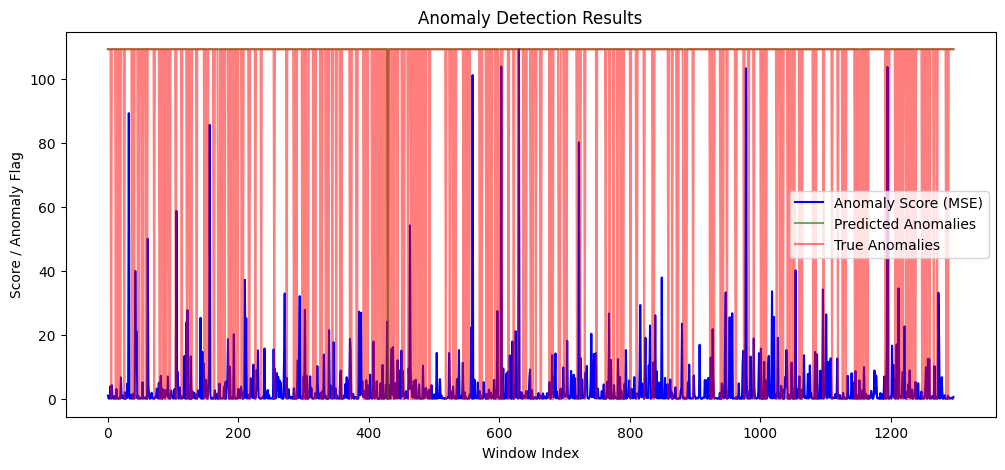 Anomaly Detection Results
Score / Anomaly Flag
100
80
60
40
20
0
Anomaly Score (MSE)
Predicted Anomalies
True Anomalies
0 200 400 600 800 1000 1200
Window Index